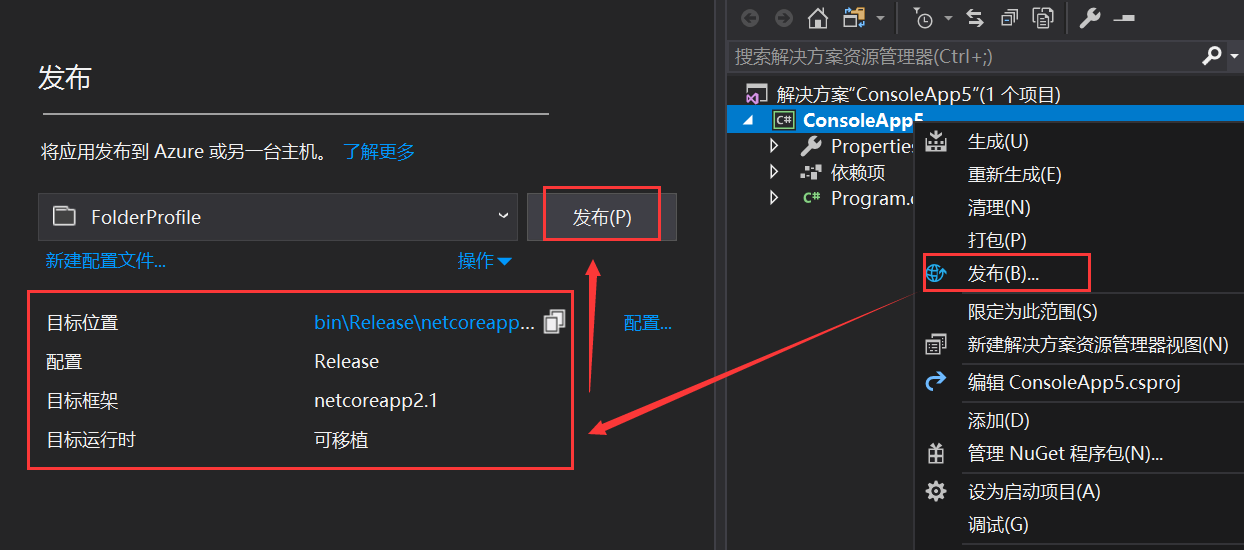 发布
将应用发布到 Azure 或另一台主机。 了解更多
FolderProfile
发布(P)
新建配置文件...
操作
目标位置 bin\Release\netcoreapp... 配置...
配置 Release
目标框架 netcoreapp2.1
目标运行时 可移植
搜索解决方案资源管理器(Ctrl+;)
解决方案"ConsoleApp5"(1 个项目)
C# ConsoleApp5
Properties
依赖项
C# Program.c
生成(U)
重新生成(E)
清理(N)
打包(P)
发布(B)...
限定为此范围(S)
新建解决方案资源管理器视图(N)
编辑 ConsoleApp5.csproj
添加(D)
管理 NuGet 程序包(N)...
设为启动项目(A)
调试(G)